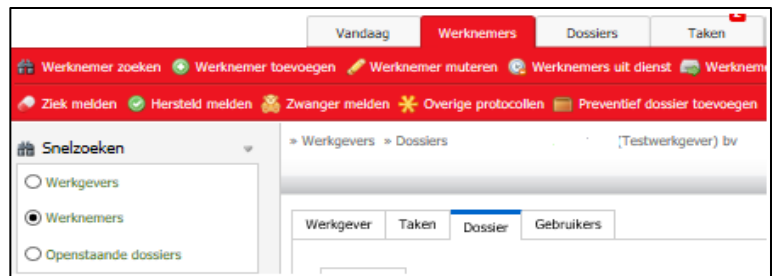 Vandaag Werknemers Dossiers Taken
Werknemer zoeken Werknemer toevoegen Werknemer muteren Werknemers uit dienst Werkneme
Ziek melden Hersteld melden Zwanger melden Overige protocollen Preventief dossier toevoegen
Snelzoeken
» Werkgevers » Dossiers (Testwerkgever) bv
Werkgevers
Werknemers
Openstaande dossiers
Werkgever Taken Dossier Gebruikers